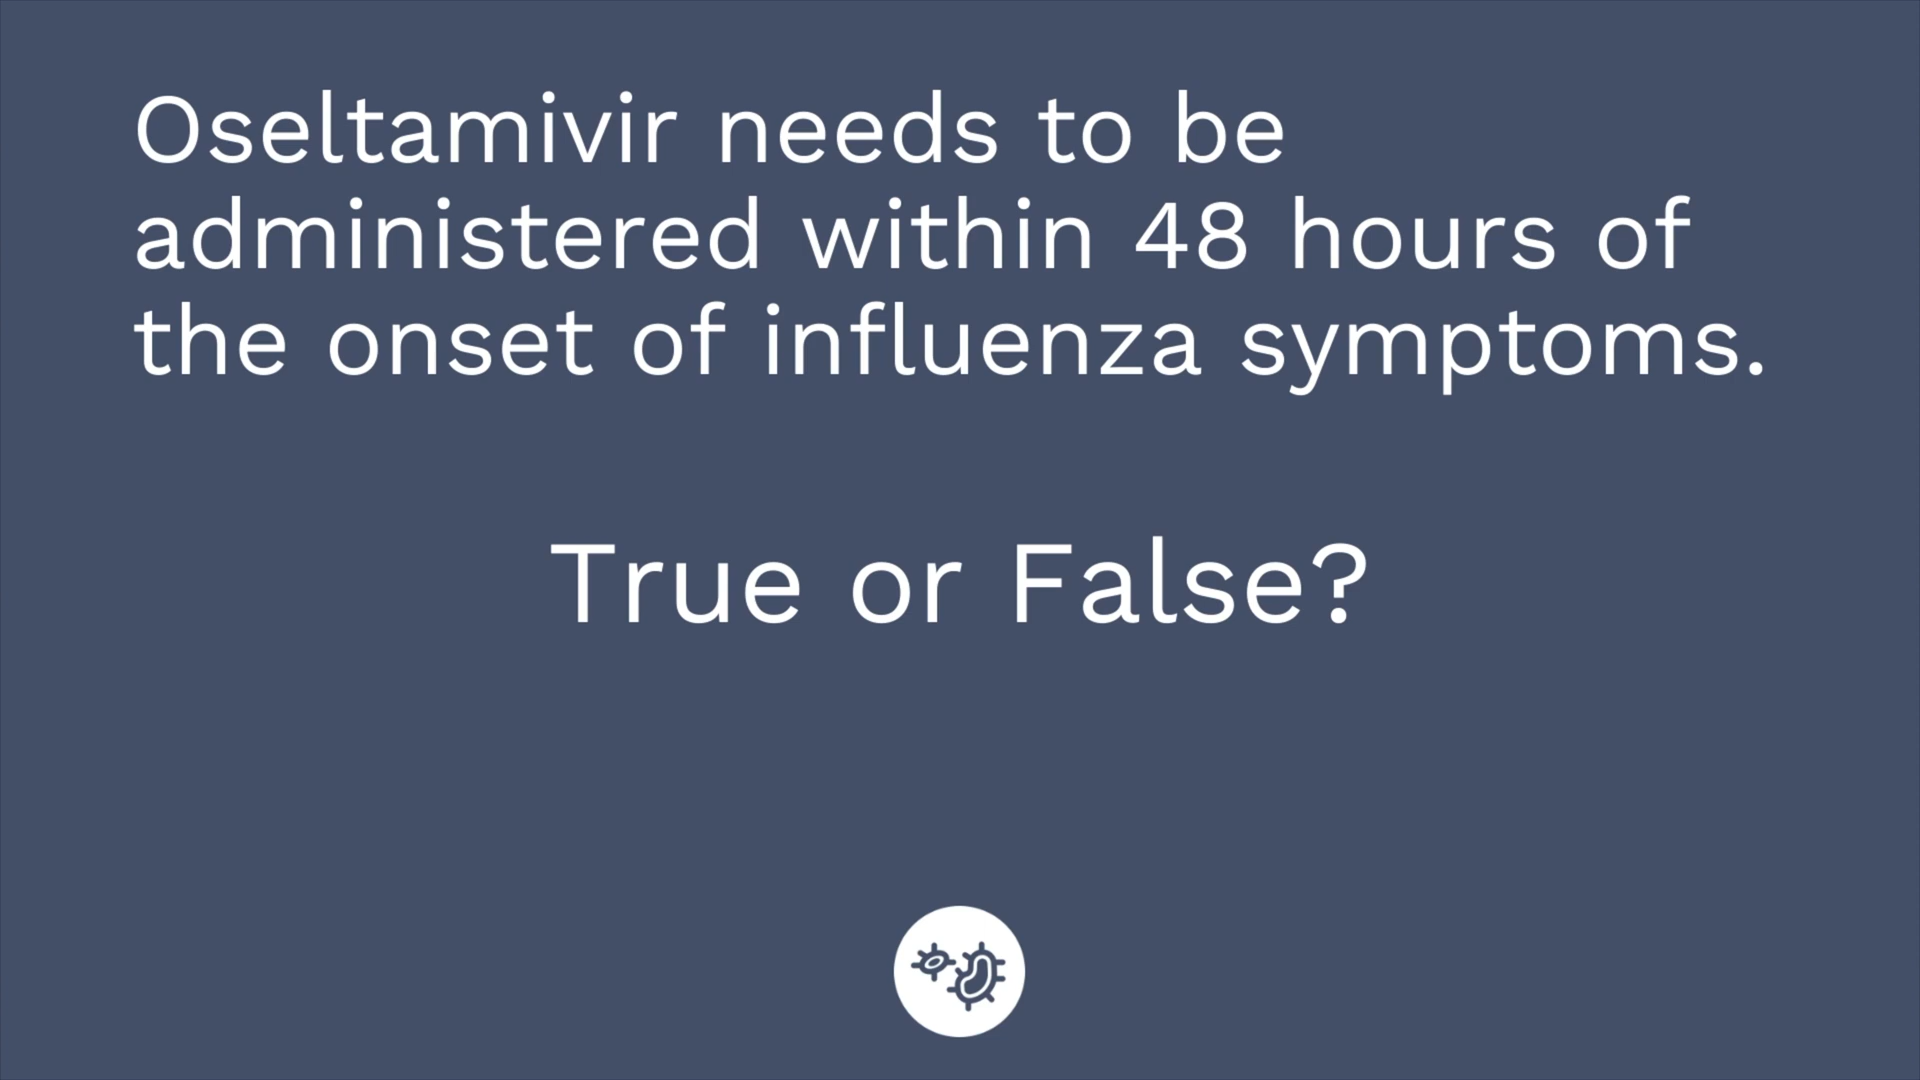 Oseltamivir needs to be
administered within 48 hours of
the onset of influenza symptoms.
True or False?